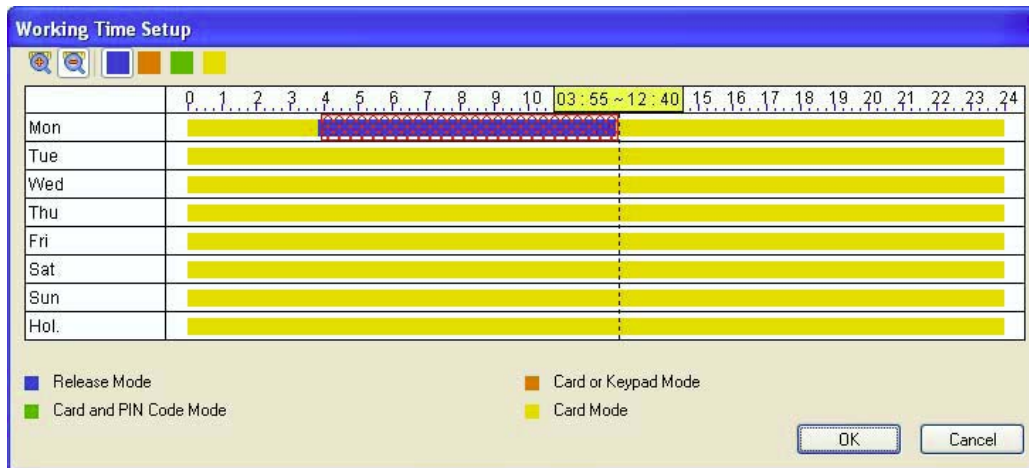 Working Time Setup
0 1 2 3 4 5 6 7 8 9 10 03:55~12:40 15 16 17 18 19 20 21 22 23 24
Mon
Tue
Wed
Thu
Fri
Sat
Sun
Hol.
Release Mode Card or Keypad Mode
Card and PIN Code Mode Card Mode
OK Cancel